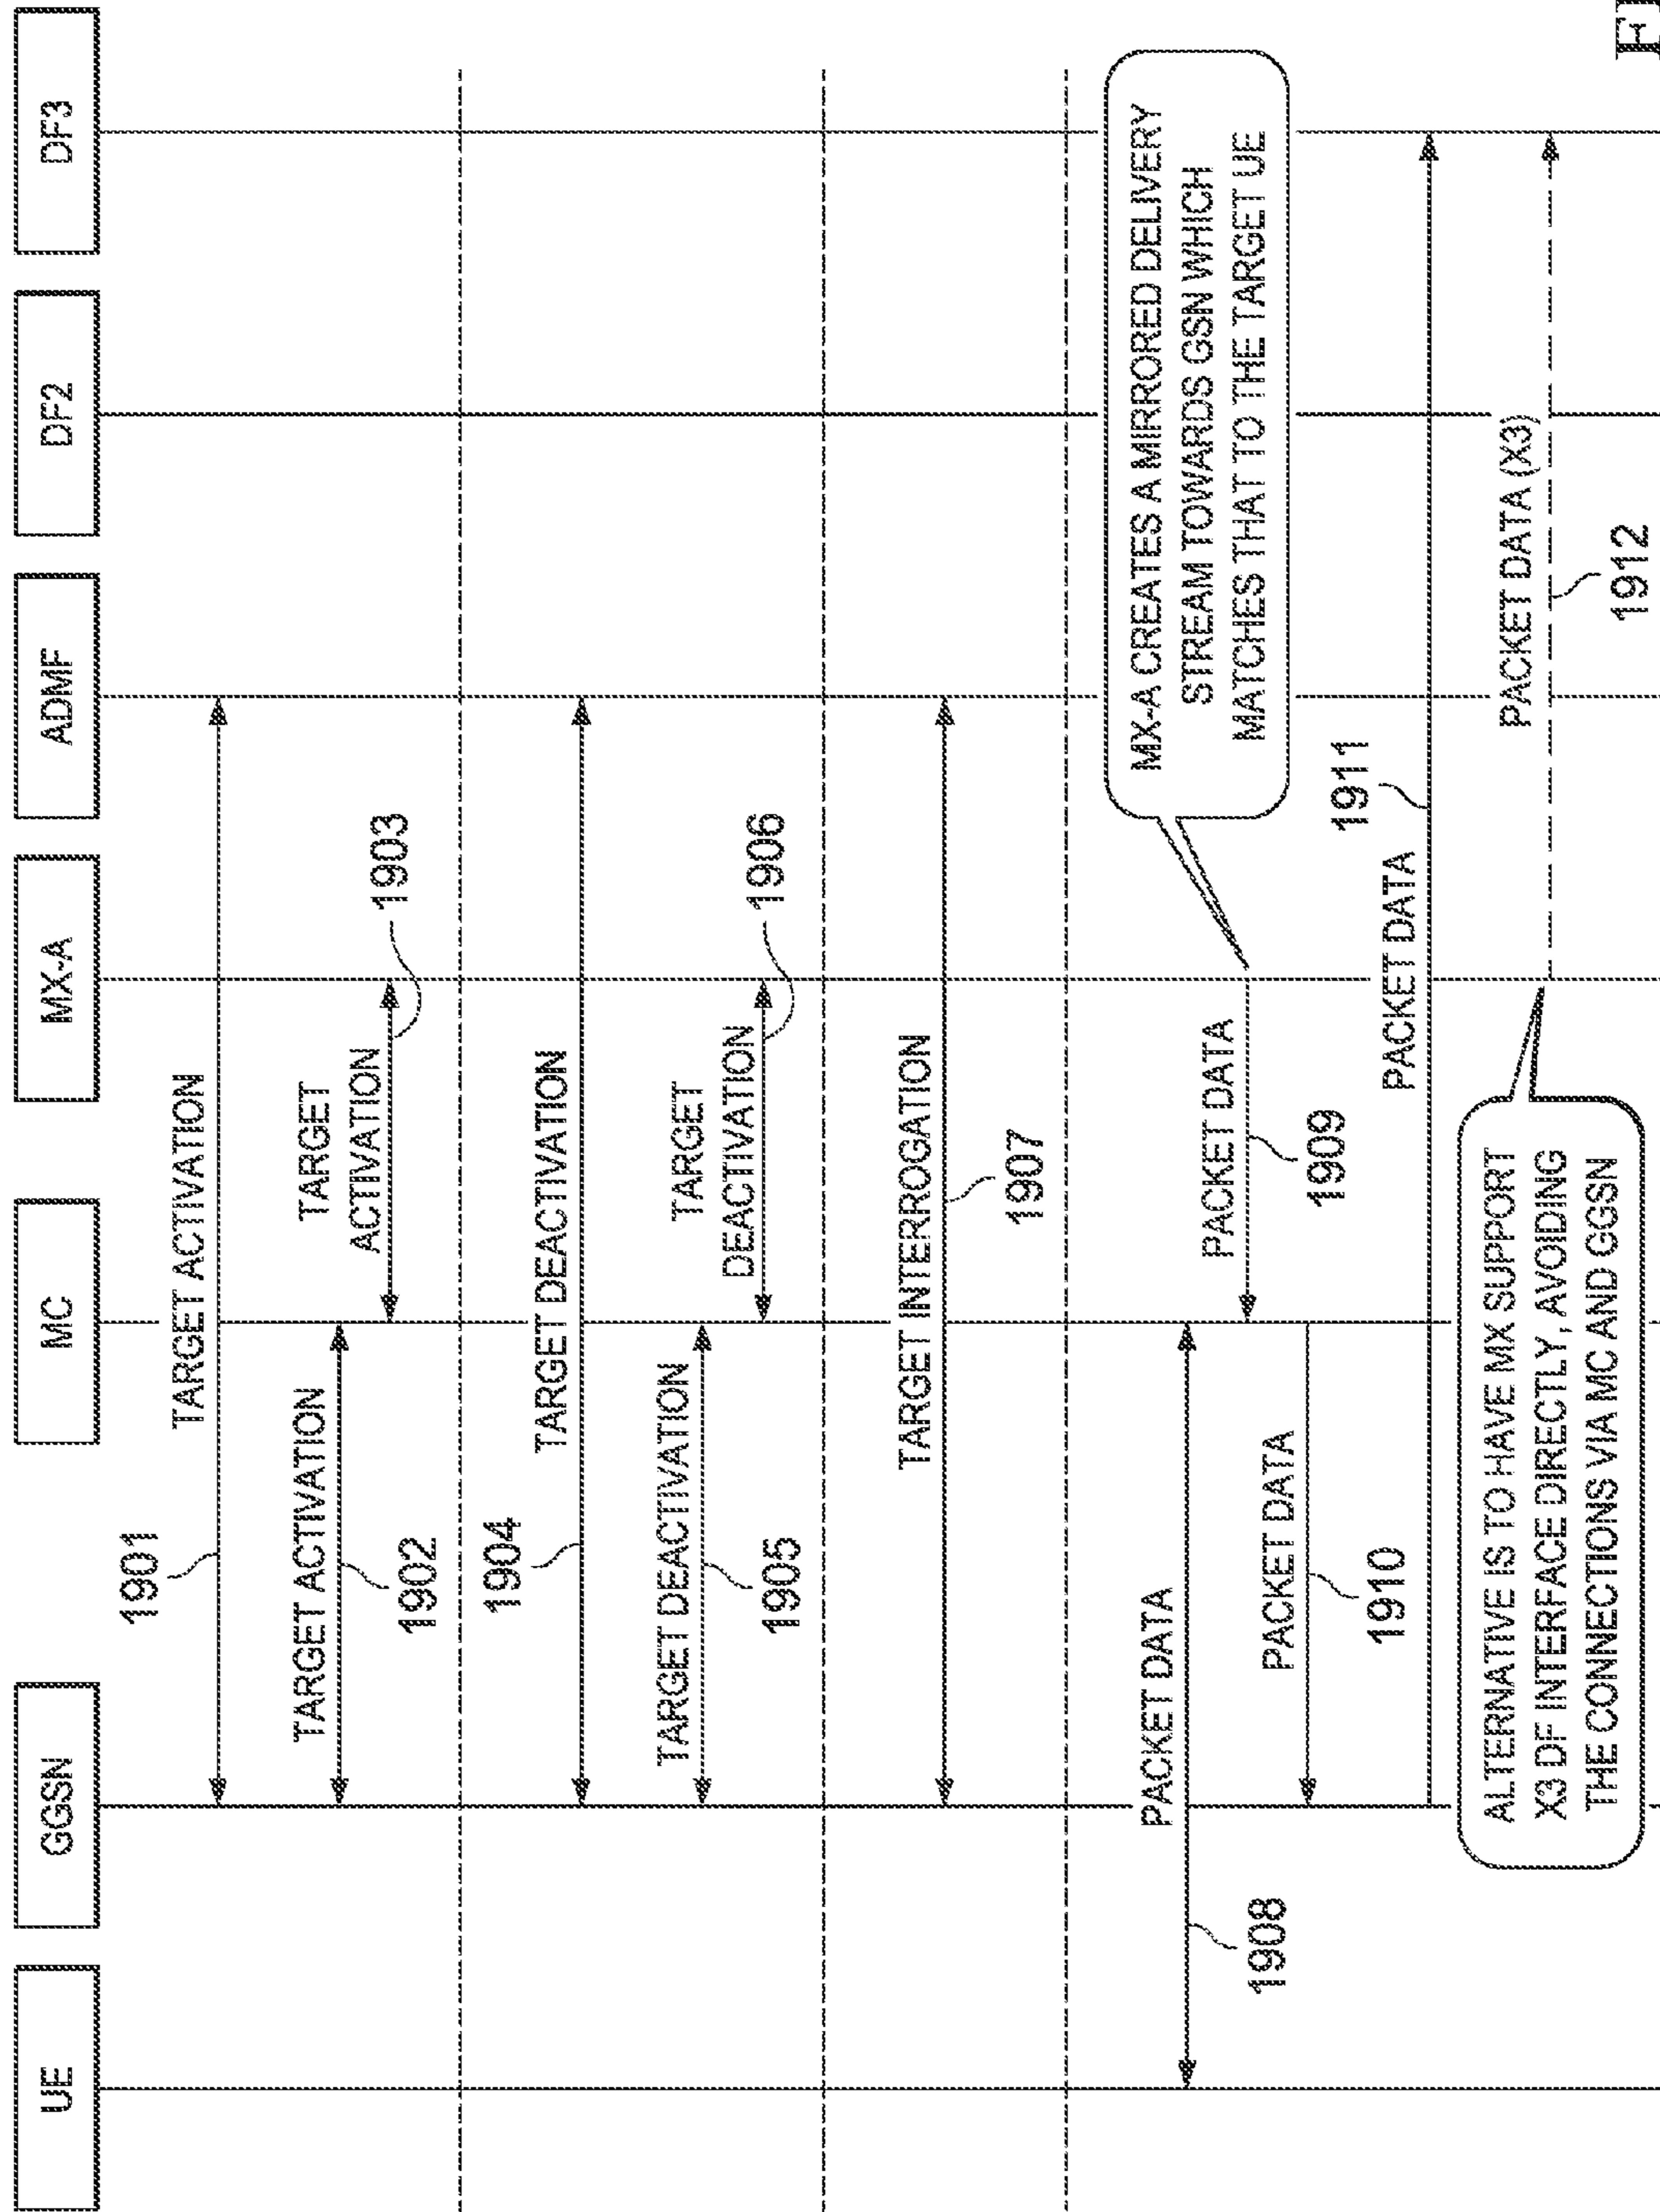 UE
GGSN
MC
MX-A
ADMF
DF2
DF3
1901
TARGET ACTIVATION
TARGET ACTIVATION
1902
TARGET
ACTIVATION
1903
1904
TARGET DEACTIVATION
TARGET DEACTIVATION
1905
TARGET
DEACTIVATION
1906
TARGET INTERROGATION
1907
MX-A CREATES A MIRRORED DELIVERY
STREAM TOWARDS GSN WHICH
MATCHES THAT TO THE TARGET UE
PACKET DATA
1908
PACKET DATA
1909
PACKET DATA
1910
PACKET DATA
1911
ALTERNATIVE IS TO HAVE MX SUPPORT
X3 DF INTERFACE DIRECTLY, AVOIDING
THE CONNECTIONS VIA MC AND GGSN
PACKET DATA (X3)
1912